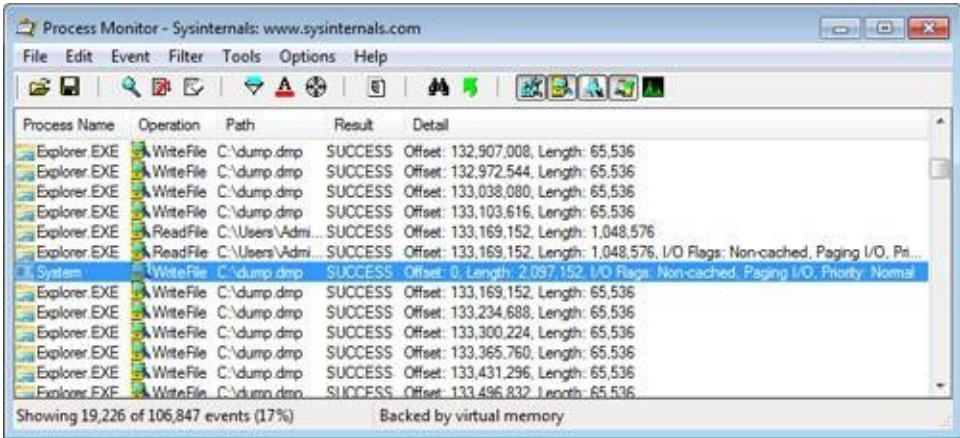 Process Monitor - Sysinternals: www.sysinternals.com
File Edit Event Filter Tools Options Help
Process Name Operation Path Result Detail
Explorer.EXE WriteFile C:\dump.dmp SUCCESS Offset: 132,907,008, Length: 65,536
Explorer.EXE WriteFile C:\dump.dmp SUCCESS Offset: 132,972,544, Length: 65,536
Explorer.EXE WriteFile C:\dump.dmp SUCCESS Offset: 133,038,080, Length: 65,536
Explorer.EXE WriteFile C:\dump.dmp SUCCESS Offset: 133,103,616, Length: 65,536
Explorer.EXE ReadFile C:\Users\Admi... SUCCESS Offset: 133,169,152, Length: 1,048,576
Explorer.EXE ReadFile C:\Users\Admi... SUCCESS Offset: 133,169,152, Length: 1,048,576, I/O Flags: Non-cached, Paging I/O, Pri...
System WriteFile C:\dump.dmp SUCCESS Offset: 0, Length: 2,097,152, I/O Flags: Non-cached, Paging I/O, Priority: Normal
Explorer.EXE WriteFile C:\dump.dmp SUCCESS Offset: 133,169,152, Length: 65,536
Explorer.EXE WriteFile C:\dump.dmp SUCCESS Offset: 133,234,688, Length: 65,536
Explorer.EXE WriteFile C:\dump.dmp SUCCESS Offset: 133,300,224, Length: 65,536
Explorer.EXE WriteFile C:\dump.dmp SUCCESS Offset: 133,365,760, Length: 65,536
Explorer.EXE WriteFile C:\dump.dmp SUCCESS Offset: 133,431,296, Length: 65,536
Explorer.EXE WriteFile C:\dump.dmp SUCCESS Offset: 133,496,832, Length: 65,536
Showing 19,226 of 106,847 events (17%) Backed by virtual memory